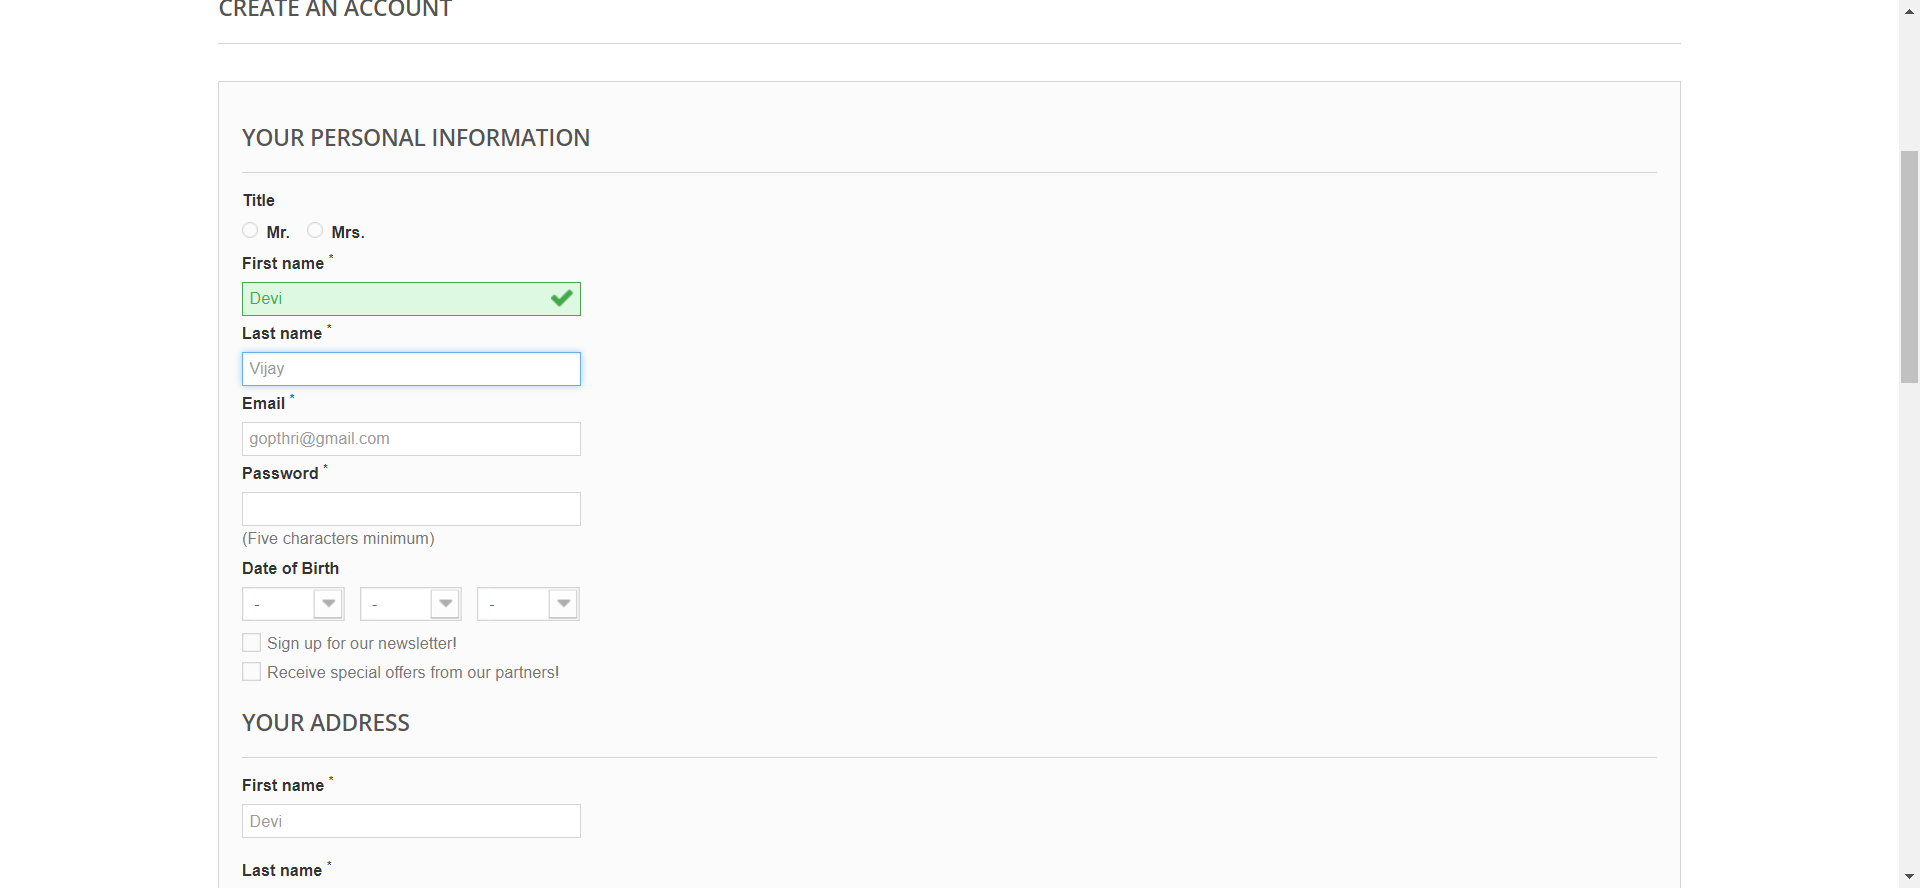 CREATE AN ACCOUNT
YOUR PERSONAL INFORMATION
Title
Mr. Mrs.
First name *
Devi
Last name *
Vijay
Email *
gopthri@gmail.com
Password *
(Five characters minimum)
Date of Birth
- - -
Sign up for our newsletter!
Receive special offers from our partners!
YOUR ADDRESS
First name *
Devi
Last name *